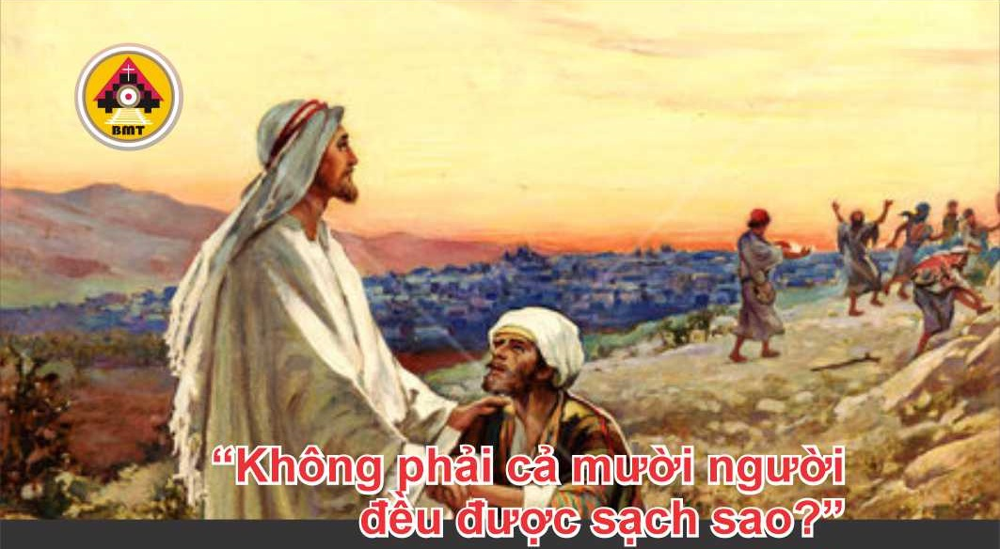 BMT
“Không phải cả mười người
đều được sạch sao?”